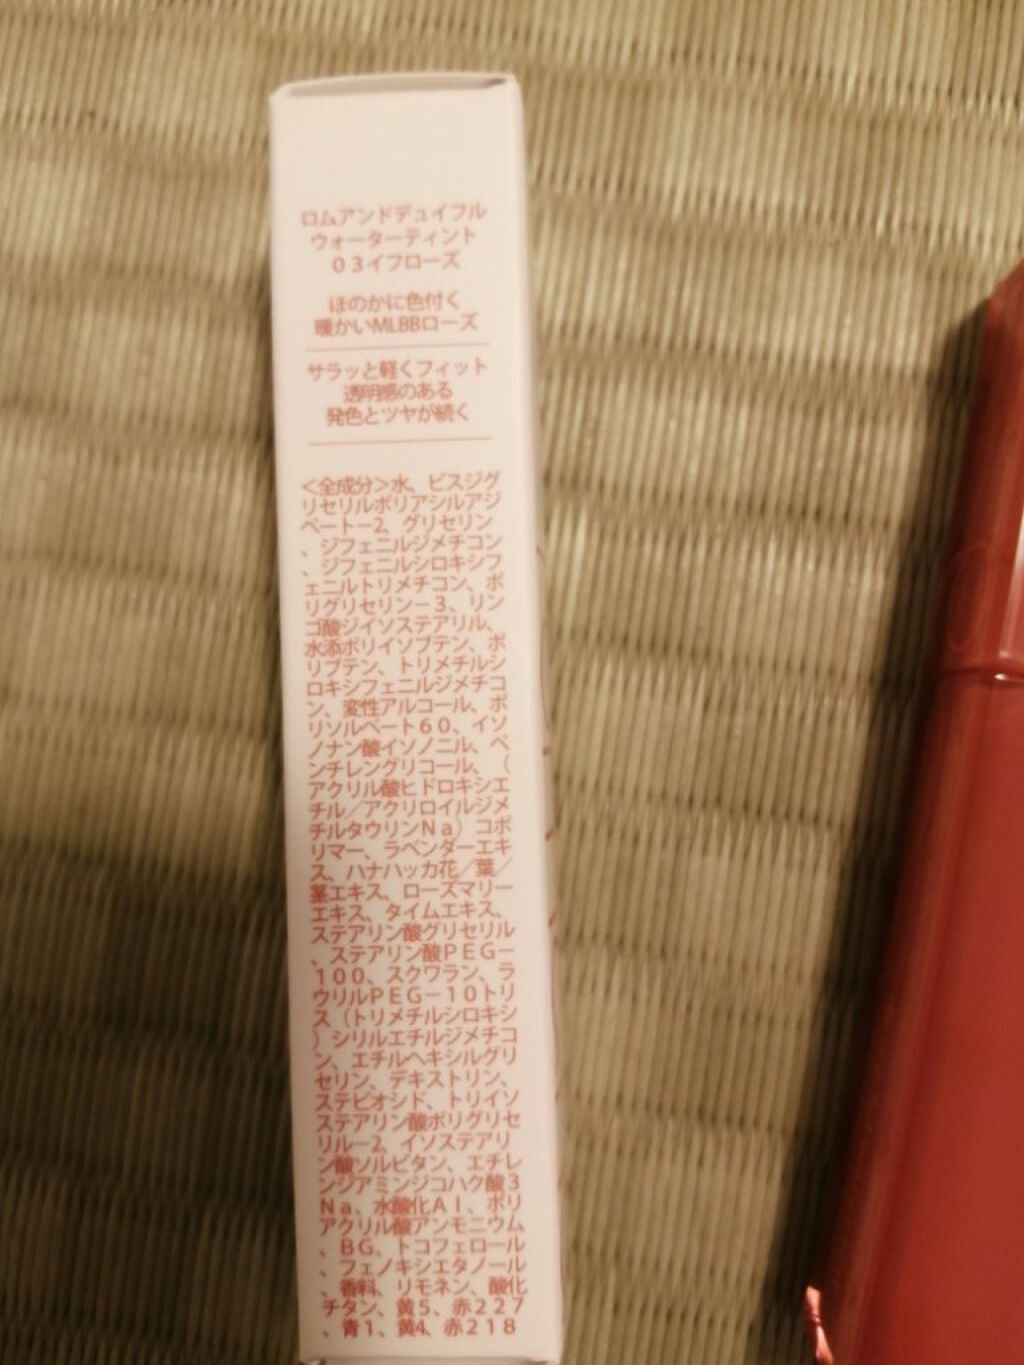 ロムアンドデュイフル
ウォーターティント
０３イフローズ
ほのかに色付く
暖かいMLBBローズ
サラッと軽くフィット
透明感のある
発色とツヤが続く
＜全成分＞水、ビスジグ
リセリルポリアシルアジ
ペート－2、グリセリン
、ジフェニルジメチコン
、ジフェニルシロキシフ
ェニルトリメチコン、ポ
リグリセリン－３、リン
ゴ酸ジイソステアリル、
水添ポリイソブテン、ポ
リブテン、トリメチルシ
ロキシフェニルジメチコ
ン、変性アルコール、ポ
リソルベート６０、イソ
ノナン酸イソノニル、ペ
ンチレングリコール、（
アクリル酸ヒドロキシエ
チル／アクリロイルジメ
チルタウリンＮａ）コポ
リマー、ラベンダーエキ
ス、ハナハッカ花／葉／
茎エキス、ローズマリー
エキス、タイムエキス、
ステアリン酸グリセリル
、ステアリン酸ＰＥＧ－
１００、スクワラン、ラ
ウリルＰＥＧ－１０トリ
ス（トリメチルシロキシ
）シリルエチルジメチコ
ン、エチルヘキシルグリ
セリン、デキストリン、
ステビオシド、トリイソ
ステアリン酸ポリグリセ
リル－2、イソステアリ
ン酸ソルビタン、エチレ
ンジアミンジコハク酸３
Ｎａ、水酸化Ａｌ、ポリ
アクリル酸アンモニウム
、ＢＧ、トコフェロール
、フェノキシエタノール
、香料、リモネン、酸化
チタン、黄５、赤２２７
、青１、黄4、赤２１８